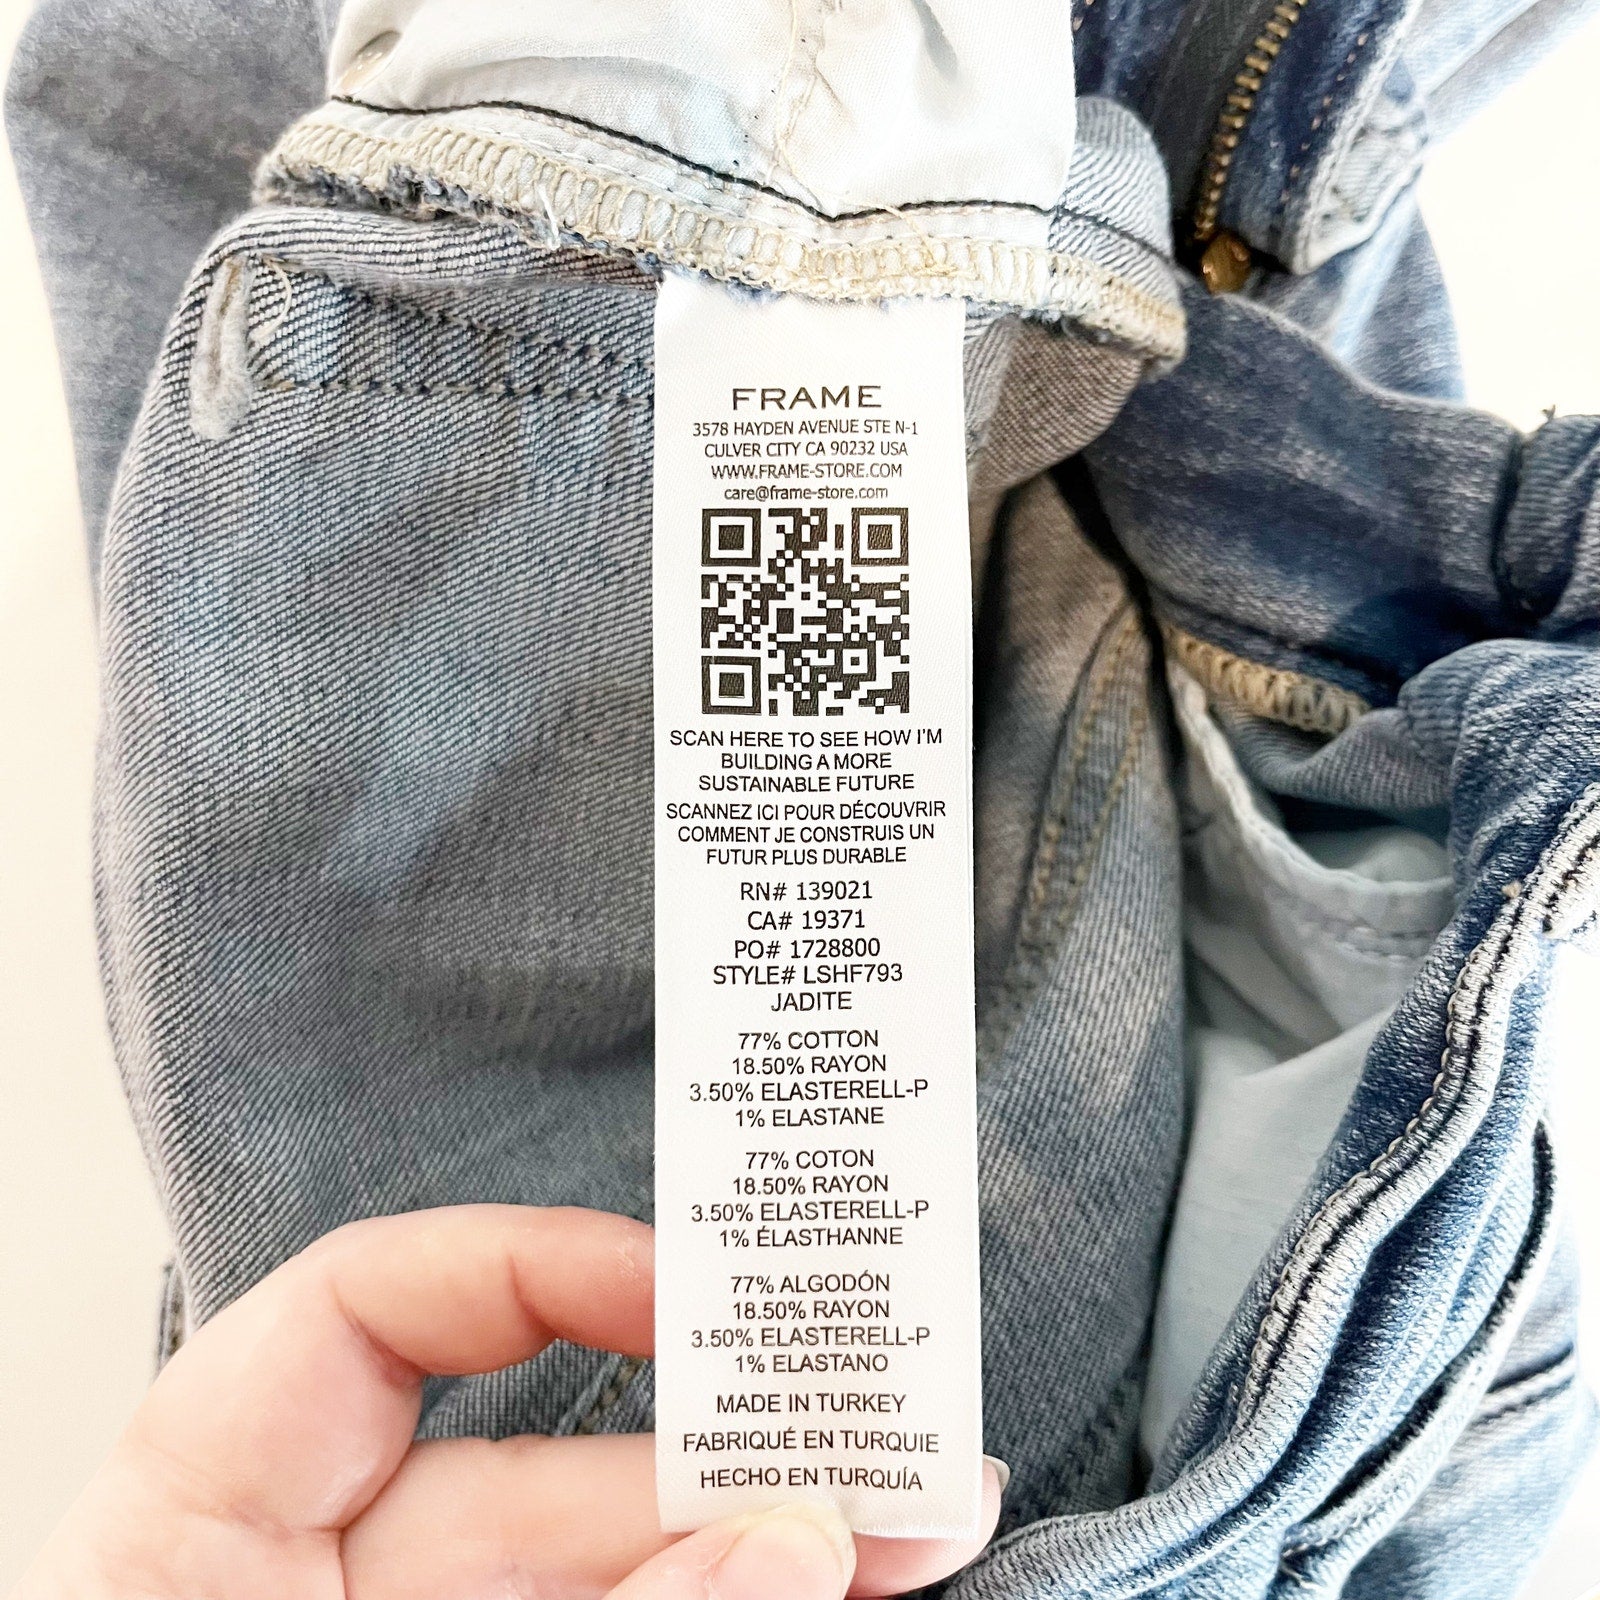 FRAME
3578 HAYDEN AVENUE STE N-1
CULVER CITY CA 90232 USA
WWW.FRAME-STORE.COM
care@frame-store.com
SCAN HERE TO SEE HOW I'M
BUILDING A MORE
SUSTAINABLE FUTURE
SCANNEZ ICI POUR DÉCOUVRIR
COMMENT JE CONSTRUIS UN
FUTUR PLUS DURABLE
RN# 139021
CA# 19371
PO# 1728800
STYLE# LSHF793
JADITE
77% COTTON
18.50% RAYON
3.50% ELASTERELL-P
1% ELASTANE
77% COTON
18.50% RAYON
3.50% ELASTERELL-P
1% ÉLASTHANNE
77% ALGODÓN
18.50% RAYON
3.50% ELASTERELL-P
1% ELASTANO
MADE IN TURKEY
FABRIQUÉ EN TURQUIE
HECHO EN TURQUÍA